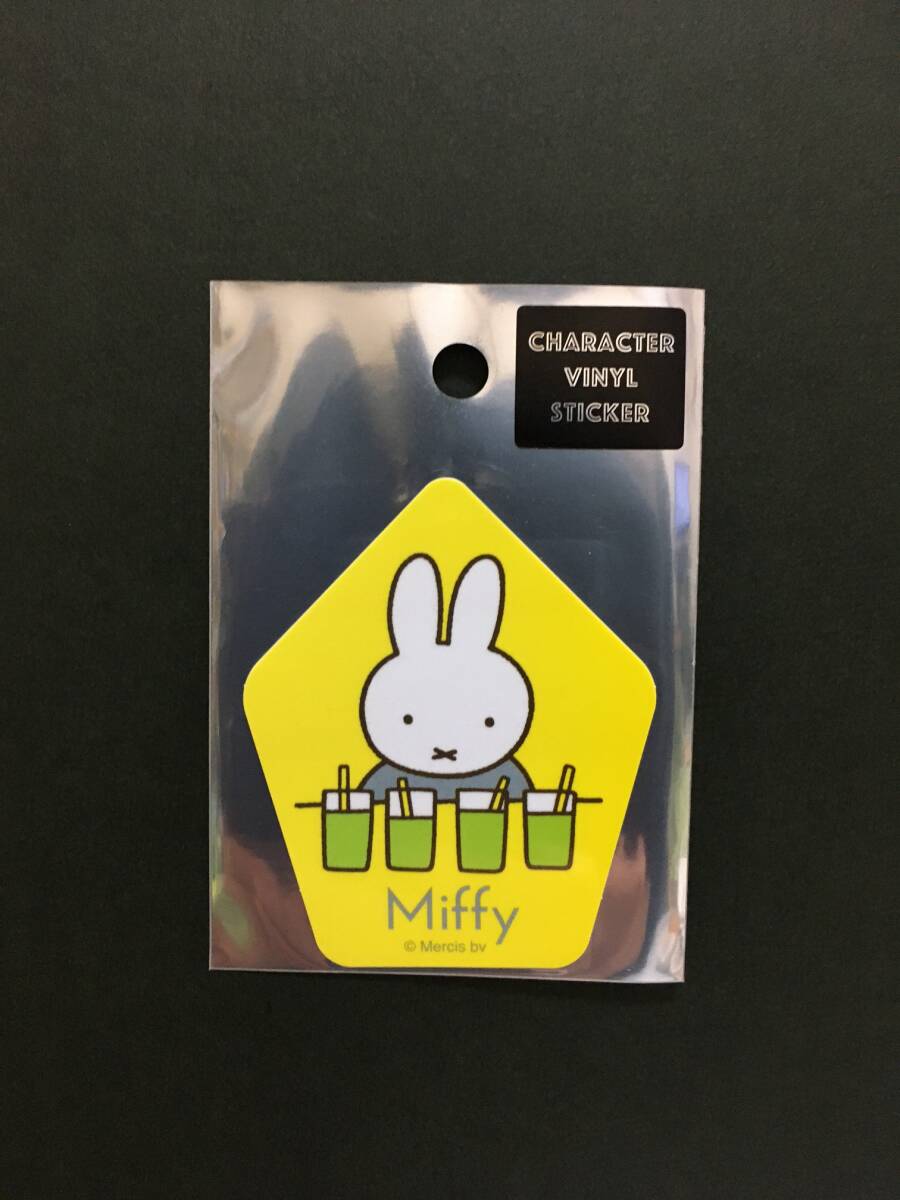 CHARACTER
VINYL
STICKER
Miffy
© Mercis bv